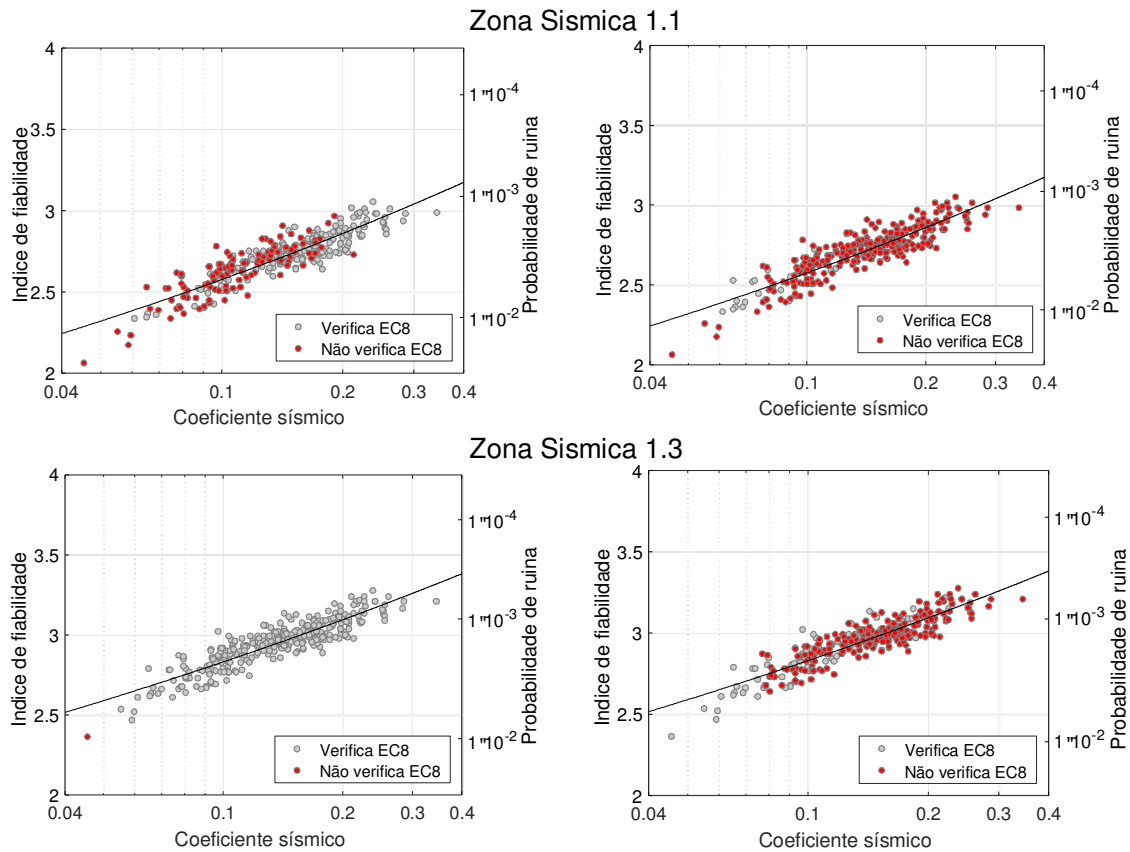 Zona Sismica 1.1
4
3.5
3
2.5
2
0.04
0.1
0.2
0.3
0.4
Indice de fiabilidade
Coeficiente sísmico
1"10-4
1"10-3
1"10-2
Probabilidade de ruina
Verifica EC8
Não verifica EC8
4
3.5
3
2.5
2
0.04
0.1
0.2
0.3
0.4
Indice de fiabilidade
Coeficiente sísmico
1"10-4
1"10-3
1"10-2
Probabilidade de ruina
Verifica EC8
Não verifica EC8
Zona Sismica 1.3
4
3.5
3
2.5
2
0.04
0.1
0.2
0.3
0.4
Indice de fiabilidade
Coeficiente sísmico
1"10-4
1"10-3
1"10-2
Probabilidade de ruina
Verifica EC8
Não verifica EC8
4
3.5
3
2.5
2
0.04
0.1
0.2
0.3
0.4
Indice de fiabilidade
Coeficiente sísmico
1"10-4
1"10-3
1"10-2
Probabilidade de ruina
Verifica EC8
Não verifica EC8